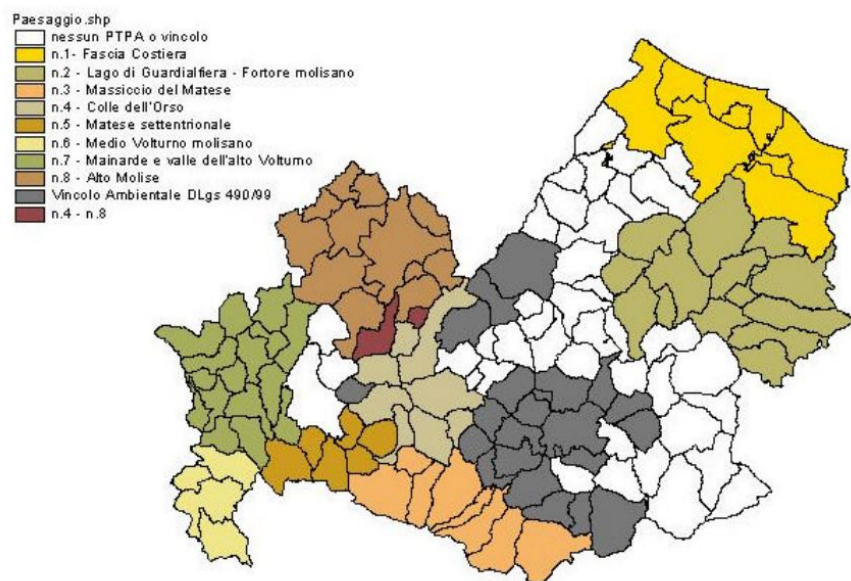 Paesaggio.shp
nessun PTPA o vincolo
n.1- Fascia Costiera
n.2 - Lago di Guardialfiera - Fortore molisano
n.3 - Massiccio del Matese
n.4 - Colle dell'Orso
n.5 - Matese settentrionale
n.6 - Medio Volturno molisano
n.7 - Mainarde e valle dell'alto Volturno
n.8 - Alto Molise
Vincolo Ambientale DLgs 490/99
n.4 - n.8